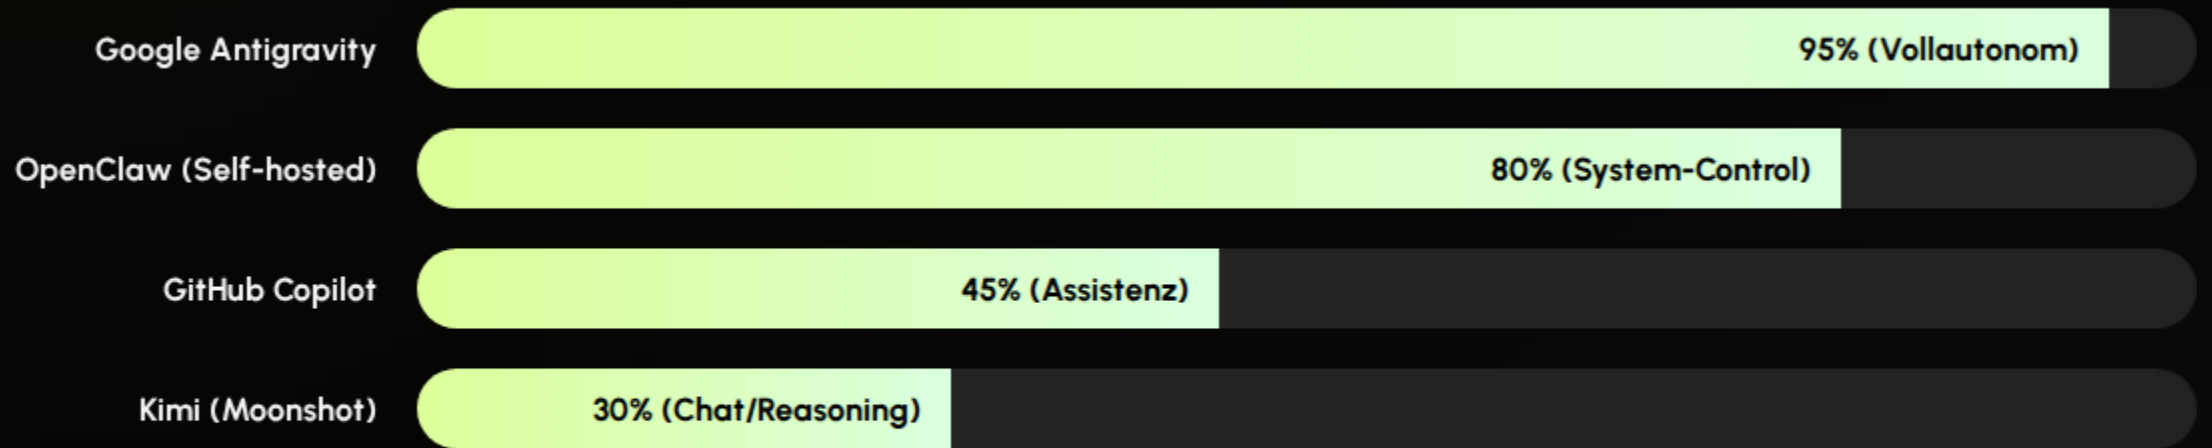 Google Antigravity 95% (Vollautonom)
OpenClaw (Self-hosted) 80% (System-Control)
GitHub Copilot 45% (Assistenz)
Kimi (Moonshot) 30% (Chat/Reasoning)